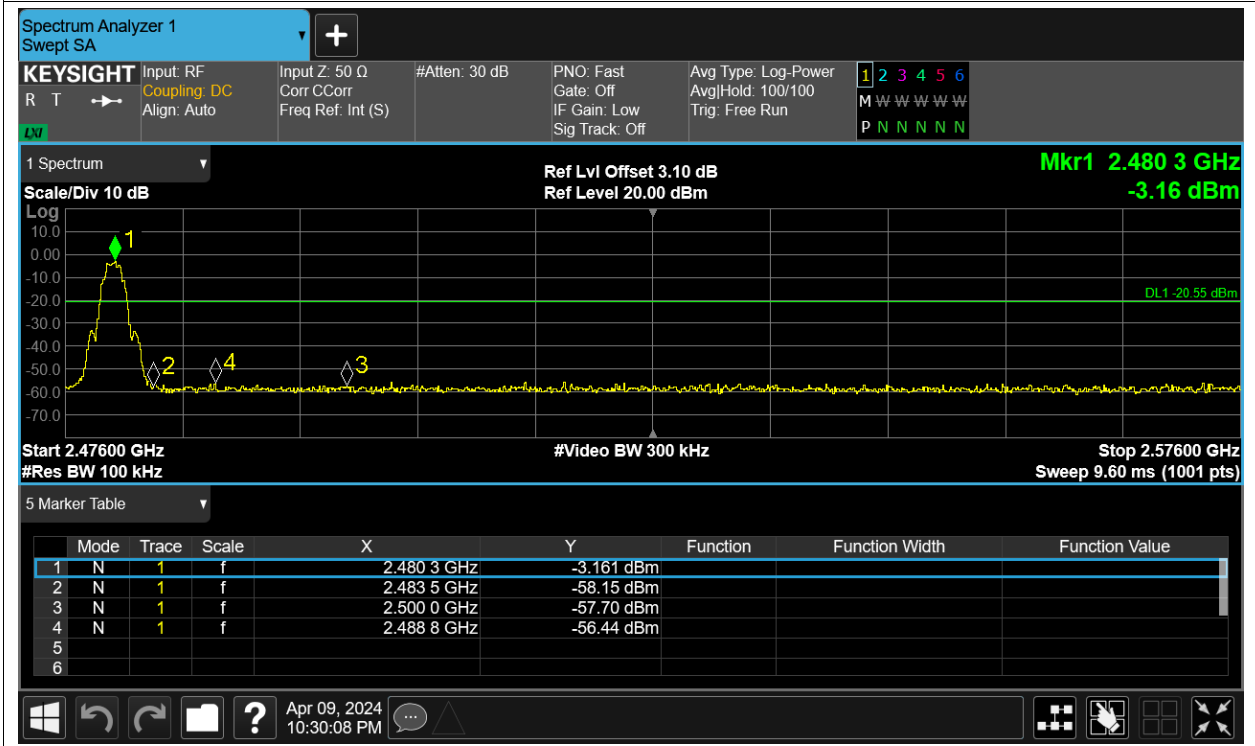 Spectrum Analyzer 1
Swept SA
KEYSIGHT Input: RF Input Z: 50 Ω #Atten: 30 dB PNO: Fast Avg Type: Log-Power 1 2 3 4 5 6
R T Coupling: DC Corr CCorr Gate: Off Avg|Hold: 100/100 M W W W W W
Align: Auto Freq Ref: Int (S) IF Gain: Low Trig: Free Run
LXI Sig Track: Off P N N N N N
1 Spectrum Ref Lvl Offset 3.10 dB Mkr1 2.480 3 GHz
Scale/Div 10 dB Ref Level 20.00 dBm -3.16 dBm
Log
10.0
1
0.00
-10.0
DL1 -20.55 dBm
-20.0
-30.0
-40.0
2 4 3
-50.0
-60.0
-70.0
Start 2.47600 GHz #Video BW 300 kHz Stop 2.57600 GHz
#Res BW 100 kHz Sweep 9.60 ms (1001 pts)
5 Marker Table
Mode Trace Scale X Y Function Function Width Function Value
1 N 1 f 2.480 3 GHz -3.161 dBm
2 N 1 f 2.483 5 GHz -58.15 dBm
3 N 1 f 2.500 0 GHz -57.70 dBm
4 N 1 f 2.488 8 GHz -56.44 dBm
5
6
? Apr 09, 2024
10:30:08 PM